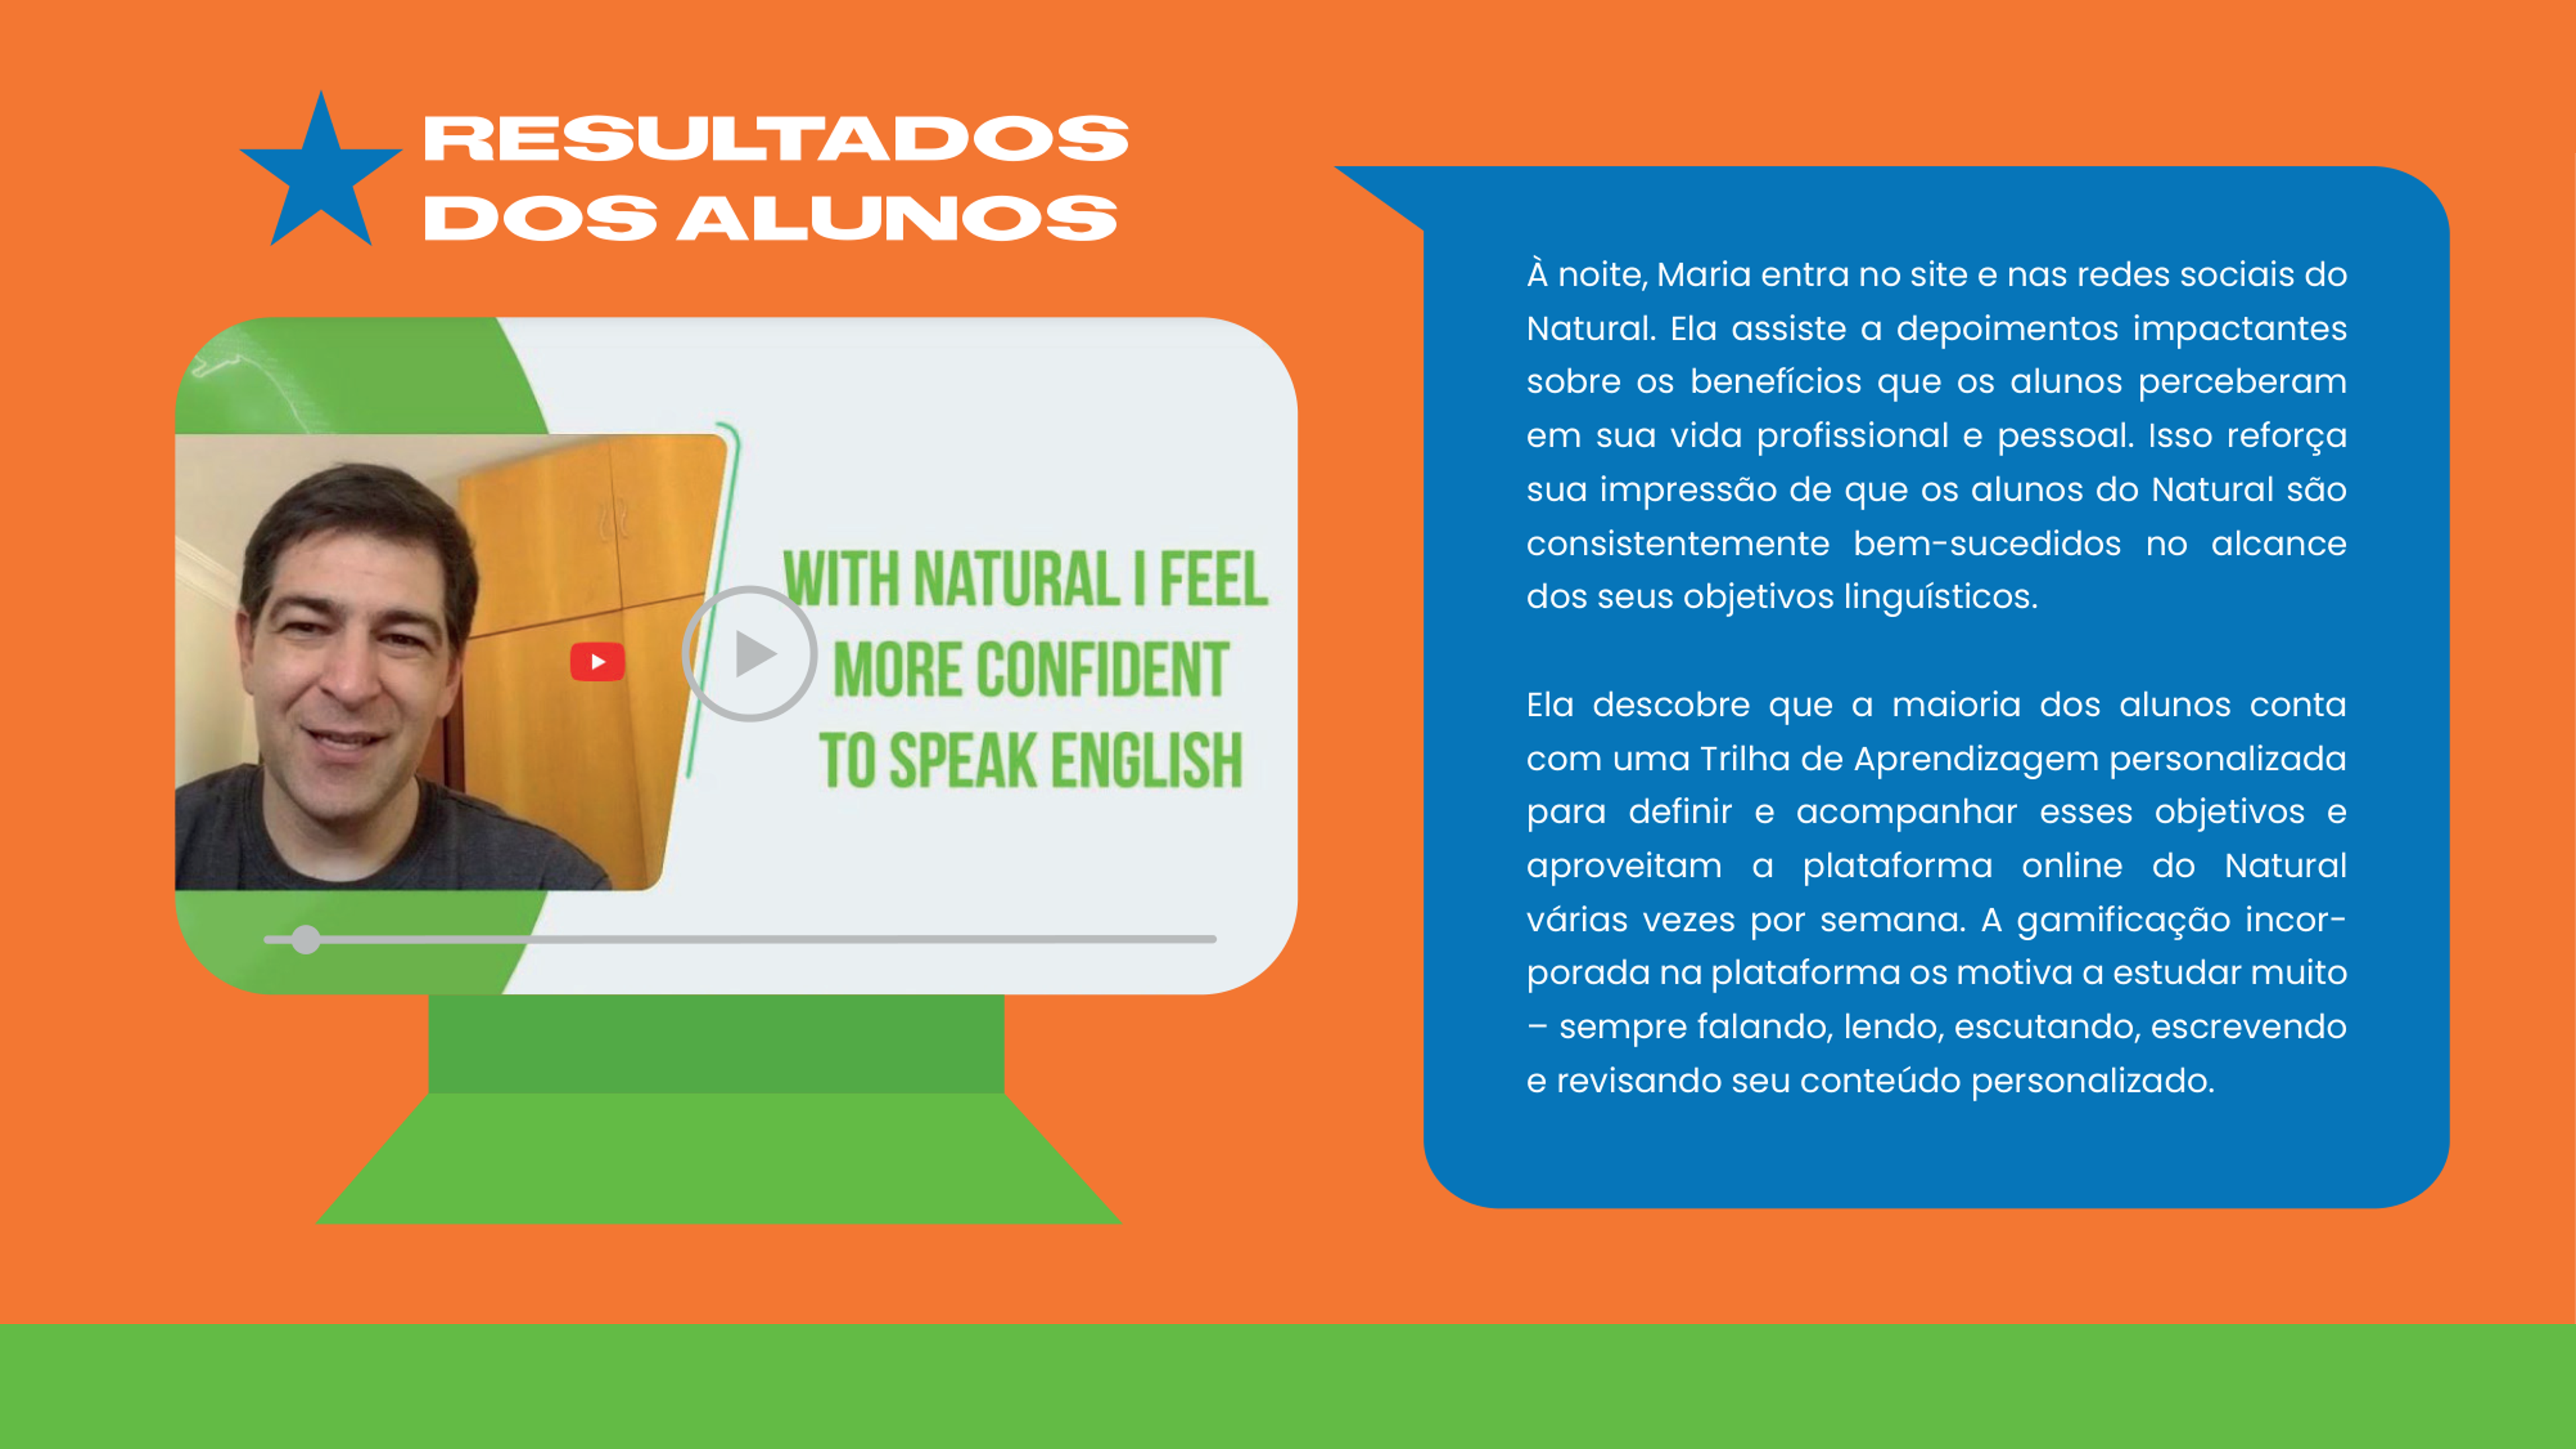 RESULTADOS
DOS ALUNOS
WITH NATURAL I FEEL
MORE CONFIDENT
TO SPEAK ENGLISH
À noite, Maria entra no site e nas redes sociais do
Natural. Ela assiste a depoimentos impactantes
sobre os benefícios que os alunos perceberam
em sua vida profissional e pessoal. Isso reforça
sua impressão de que os alunos do Natural são
consistentemente bem-sucedidos no alcance
dos seus objetivos linguísticos.
Ela descobre que a maioria dos alunos conta
com uma Trilha de Aprendizagem personalizada
para definir e acompanhar esses objetivos e
aproveitam a plataforma online do Natural
várias vezes por semana. A gamificação incor-
porada na plataforma os motiva a estudar muito
– sempre falando, lendo, escutando, escrevendo
e revisando seu conteúdo personalizado.